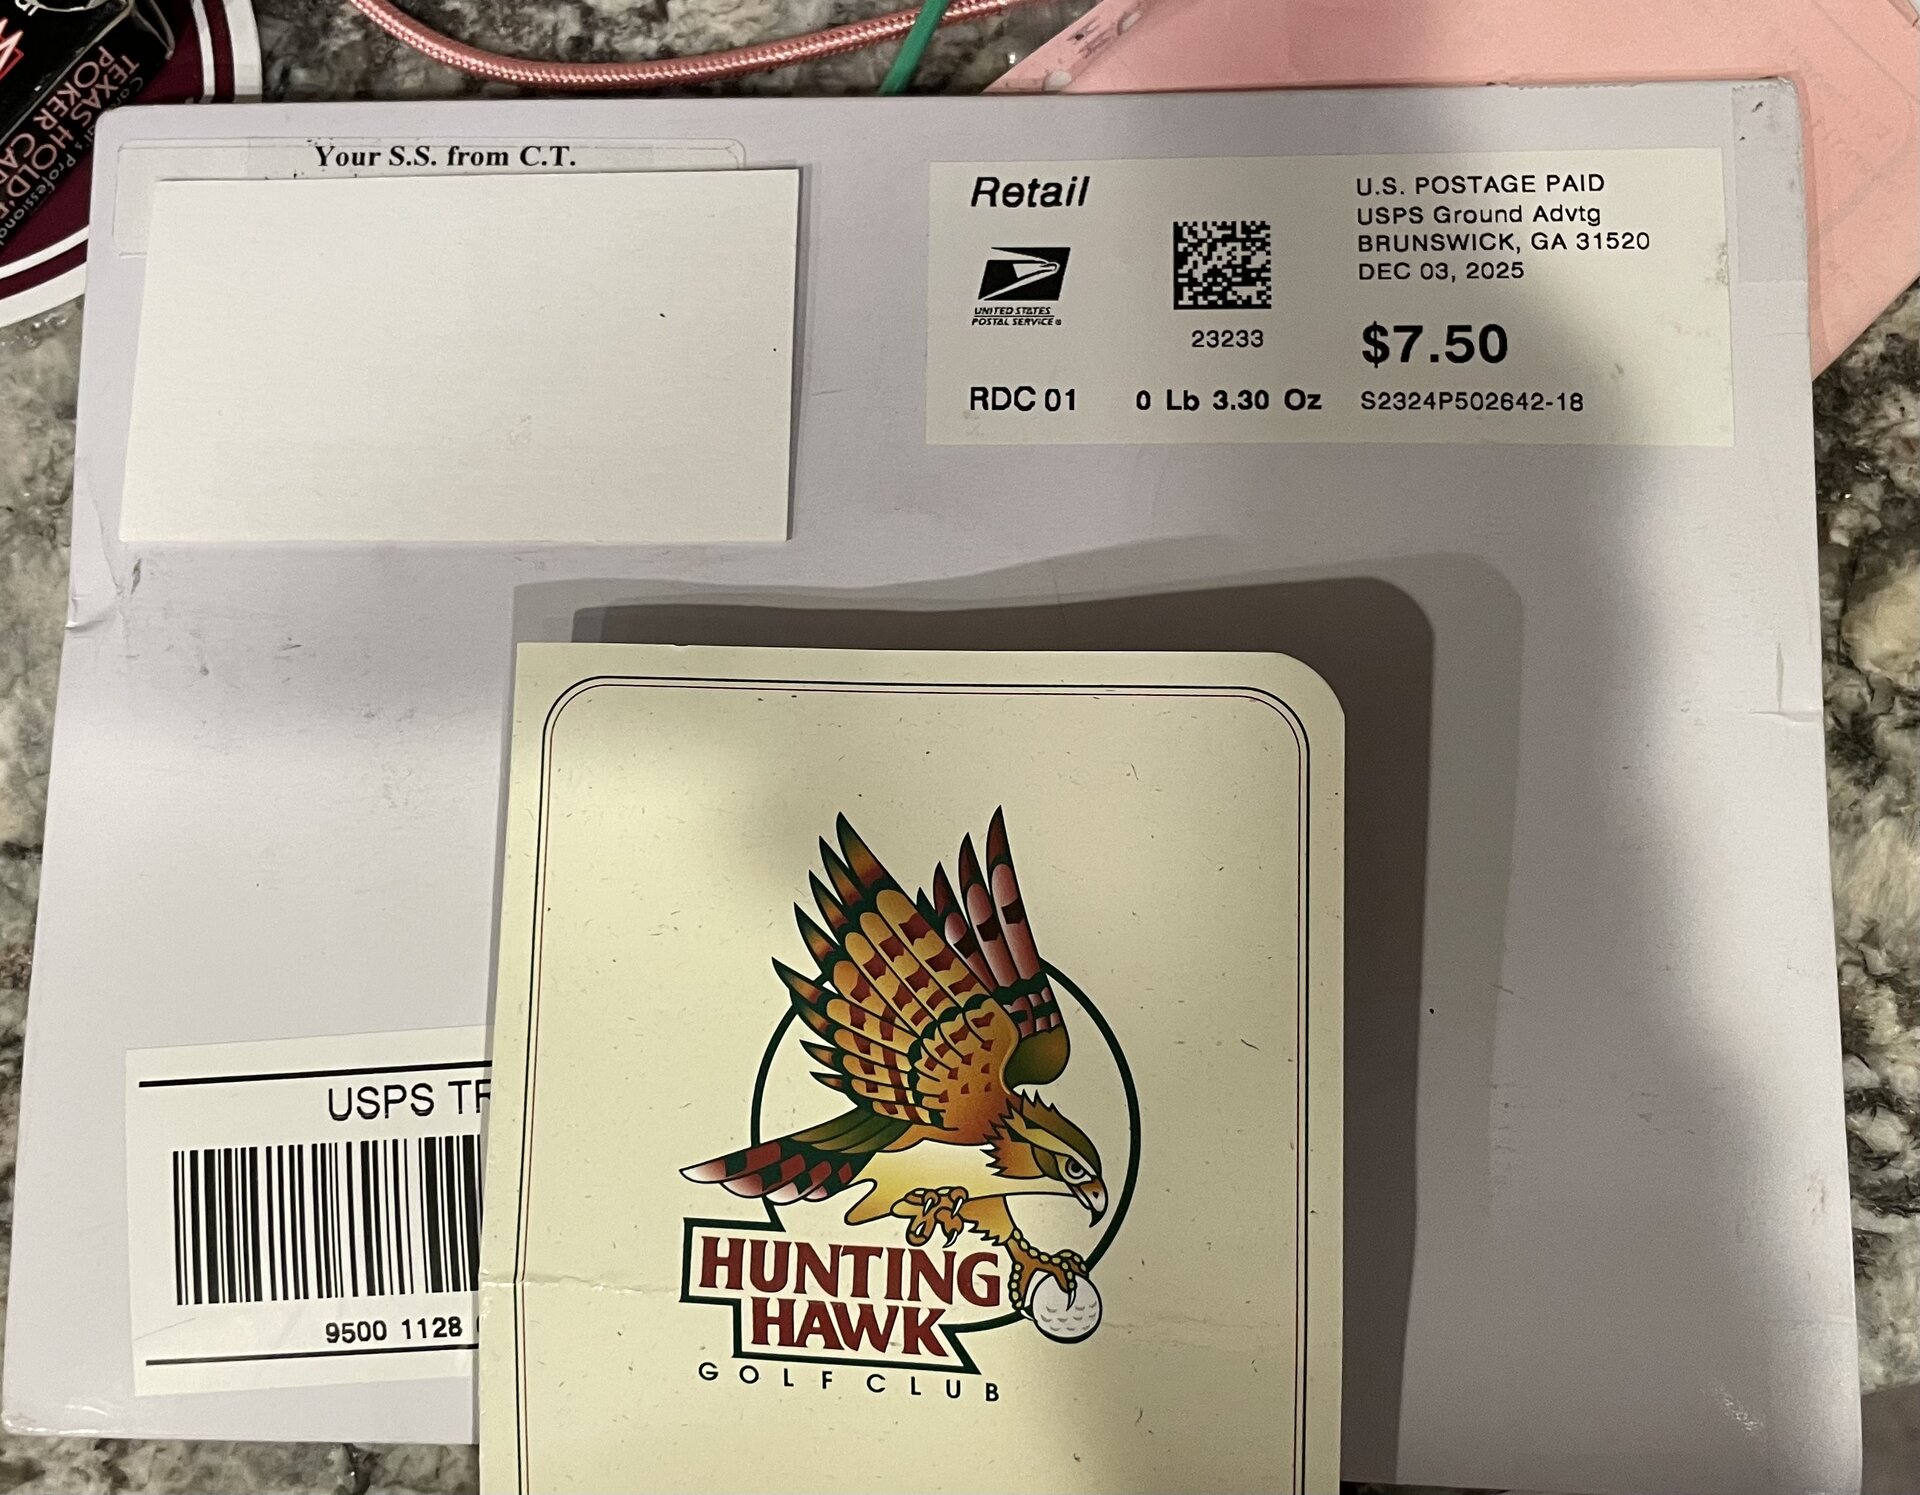 TEXAS HOLD'E
POKER CA
Your S.S. from C.T.
Retail
UNITED STATES
POSTAL SERVICE®
23233
RDC 01
0 Lb 3.30 Oz
U.S. POSTAGE PAID
USPS Ground Advtg
BRUNSWICK, GA 31520
DEC 03, 2025
$7.50
S2324P502642-18
USPS TR
9500 1128
HUNTING
HAWK
GOLF CLUB